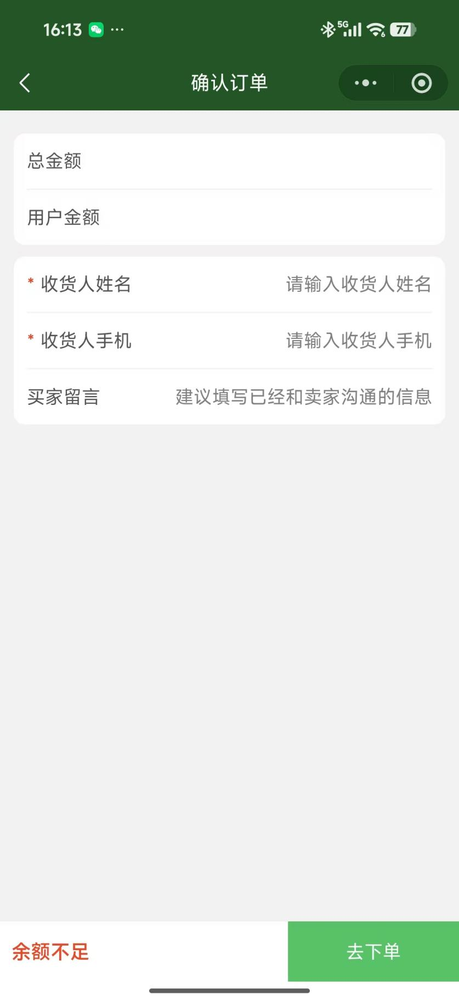 16:13 ... 5G 6 77
确认订单
总金额
用户金额
* 收货人姓名 请输入收货人姓名
* 收货人手机 请输入收货人手机
买家留言 建议填写已经和卖家沟通的信息
余额不足 去下单